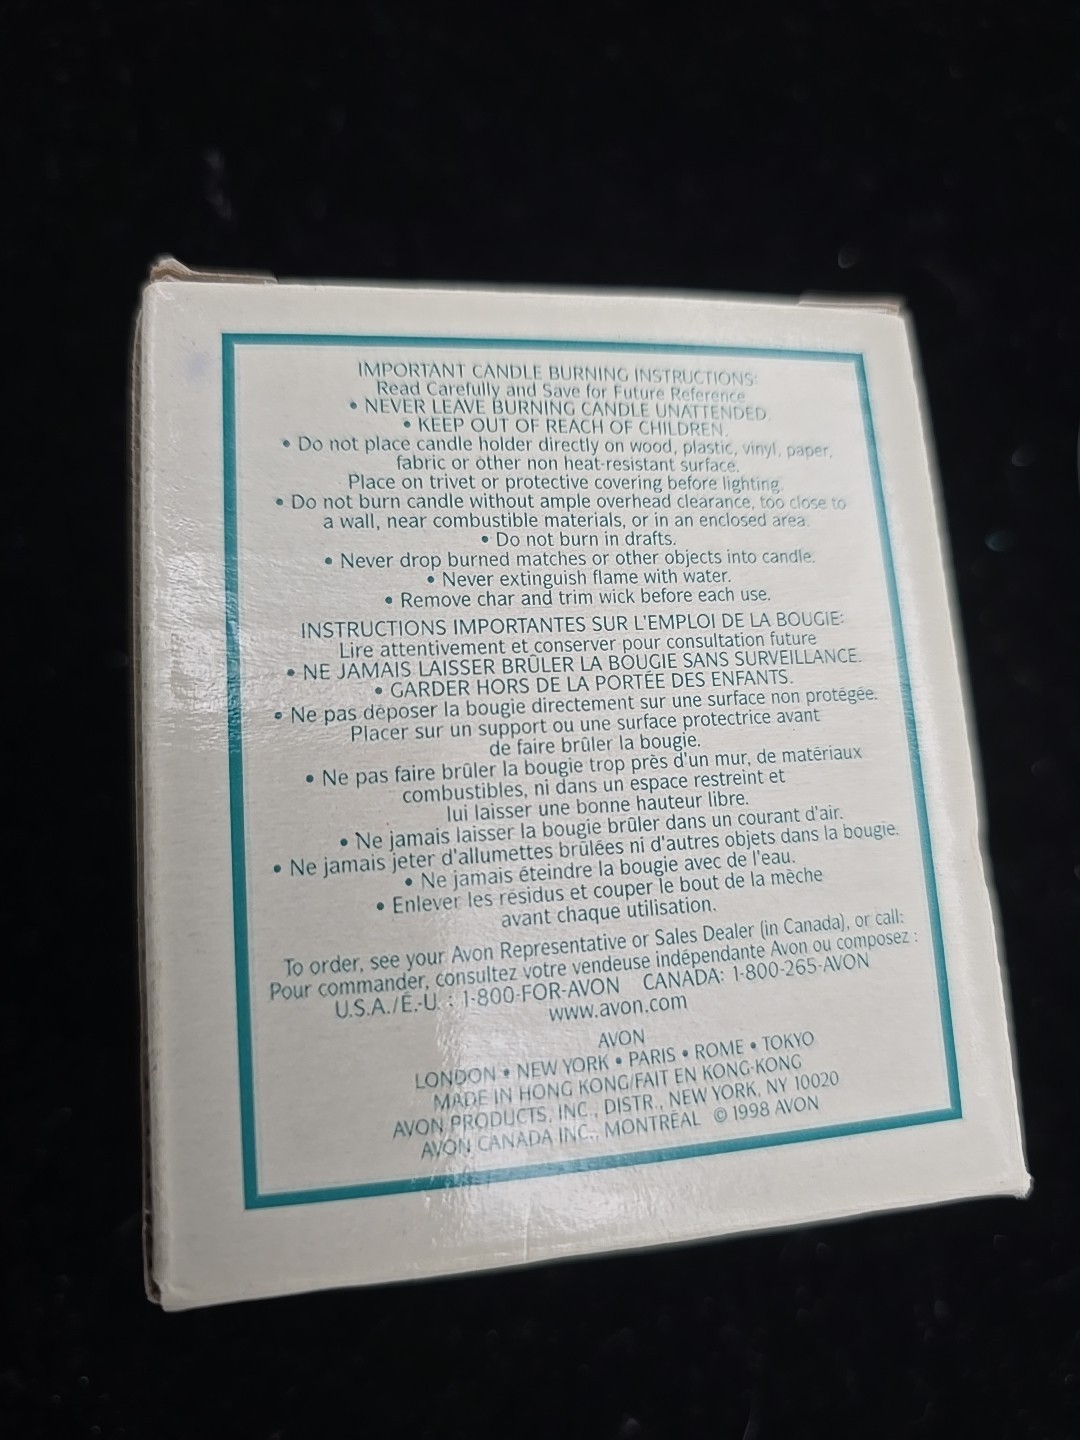 IMPORTANT CANDLE BURNING INSTRUCTIONS:
Read Carefully and Save for Future Reference
• NEVER LEAVE BURNING CANDLE UNATTENDED.
• KEEP OUT OF REACH OF CHILDREN.
• Do not place candle holder directly on wood, plastic, vinyl, paper,
fabric or other non heat-resistant surface.
Place on trivet or protective covering before lighting.
• Do not burn candle without ample overhead clearance, too close to
a wall, near combustible materials, or in an enclosed area.
• Do not burn in drafts.
• Never drop burned matches or other objects into candle.
• Never extinguish flame with water.
• Remove char and trim wick before each use.
INSTRUCTIONS IMPORTANTES SUR L'EMPLOI DE LA BOUGIE:
Lire attentivement et conserver pour consultation future
• NE JAMAIS LAISSER BRÛLER LA BOUGIE SANS SURVEILLANCE.
• GARDER HORS DE LA PORTÉE DES ENFANTS.
• Ne pas déposer la bougie directement sur une surface non protégée.
Placer sur un support ou une surface protectrice avant
de faire brûler la bougie.
• Ne pas faire brûler la bougie trop près d'un mur, de matériaux
combustibles, ni dans un espace restreint et
lui laisser une bonne hauteur libre.
• Ne jamais laisser la bougie brûler dans un courant d'air.
• Ne jamais jeter d'allumettes brûlées ni d'autres objets dans la bougie.
• Ne jamais éteindre la bougie avec de l'eau.
• Enlever les résidus et couper le bout de la mèche
avant chaque utilisation.
To order, see your Avon Representative or Sales Dealer (in Canada), or call:
Pour commander, consultez votre vendeuse indépendante Avon ou composez :
U.S.A./É.-U. : 1-800-FOR-AVON CANADA: 1-800-265-AVON
www.avon.com
AVON
LONDON • NEW YORK • PARIS • ROME • TOKYO
MADE IN HONG KONG/FAIT EN KONG-KONG
AVON PRODUCTS, INC., DISTR., NEW YORK, NY 10020
AVON CANADA INC., MONTRÉAL © 1998 AVON